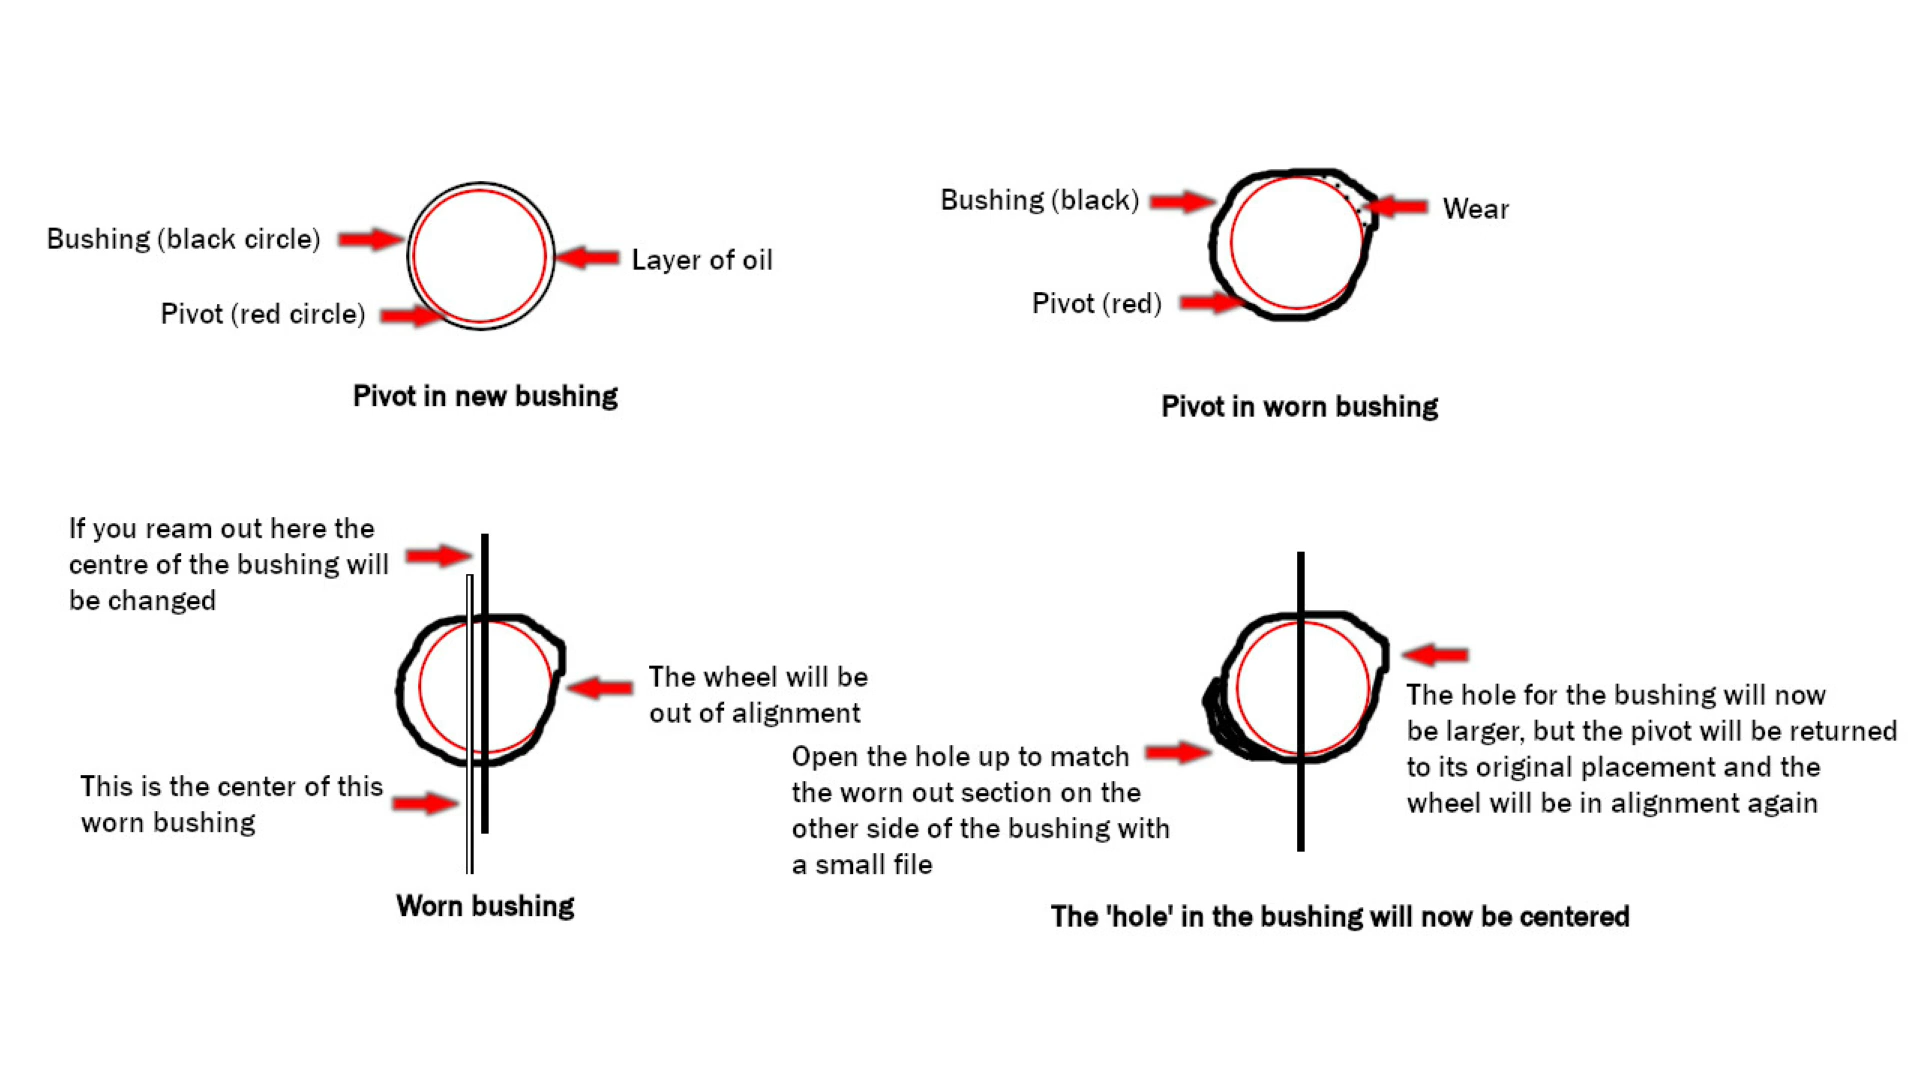 Bushing (black circle)
Layer of oil
Pivot (red circle)
Pivot in new bushing
Bushing (black)
Wear
Pivot (red)
Pivot in worn bushing
If you ream out here the
centre of the bushing will
be changed
The wheel will be
out of alignment
This is the center of this
worn bushing
Worn bushing
Open the hole up to match
the worn out section on the
other side of the bushing with
a small file
The hole for the bushing will now
be larger, but the pivot will be returned
to its original placement and the
wheel will be in alignment again
The 'hole' in the bushing will now be centered